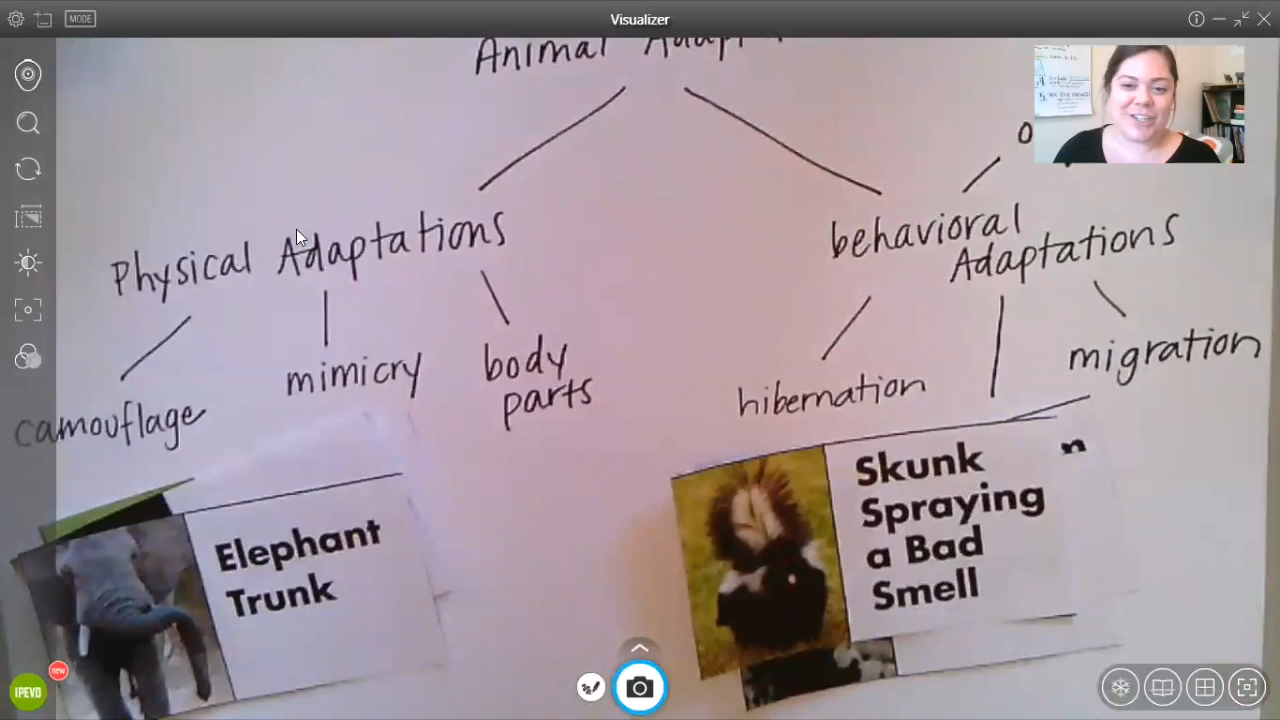 MODE
Visualizer
Animal
Physical Adaptations
behavioral
Adaptations
camouflage
mimicry
body
parts
hibernation
migration
Elephant
Trunk
Skunk
Spraying
a Bad
Smell
n
new
IPEVO